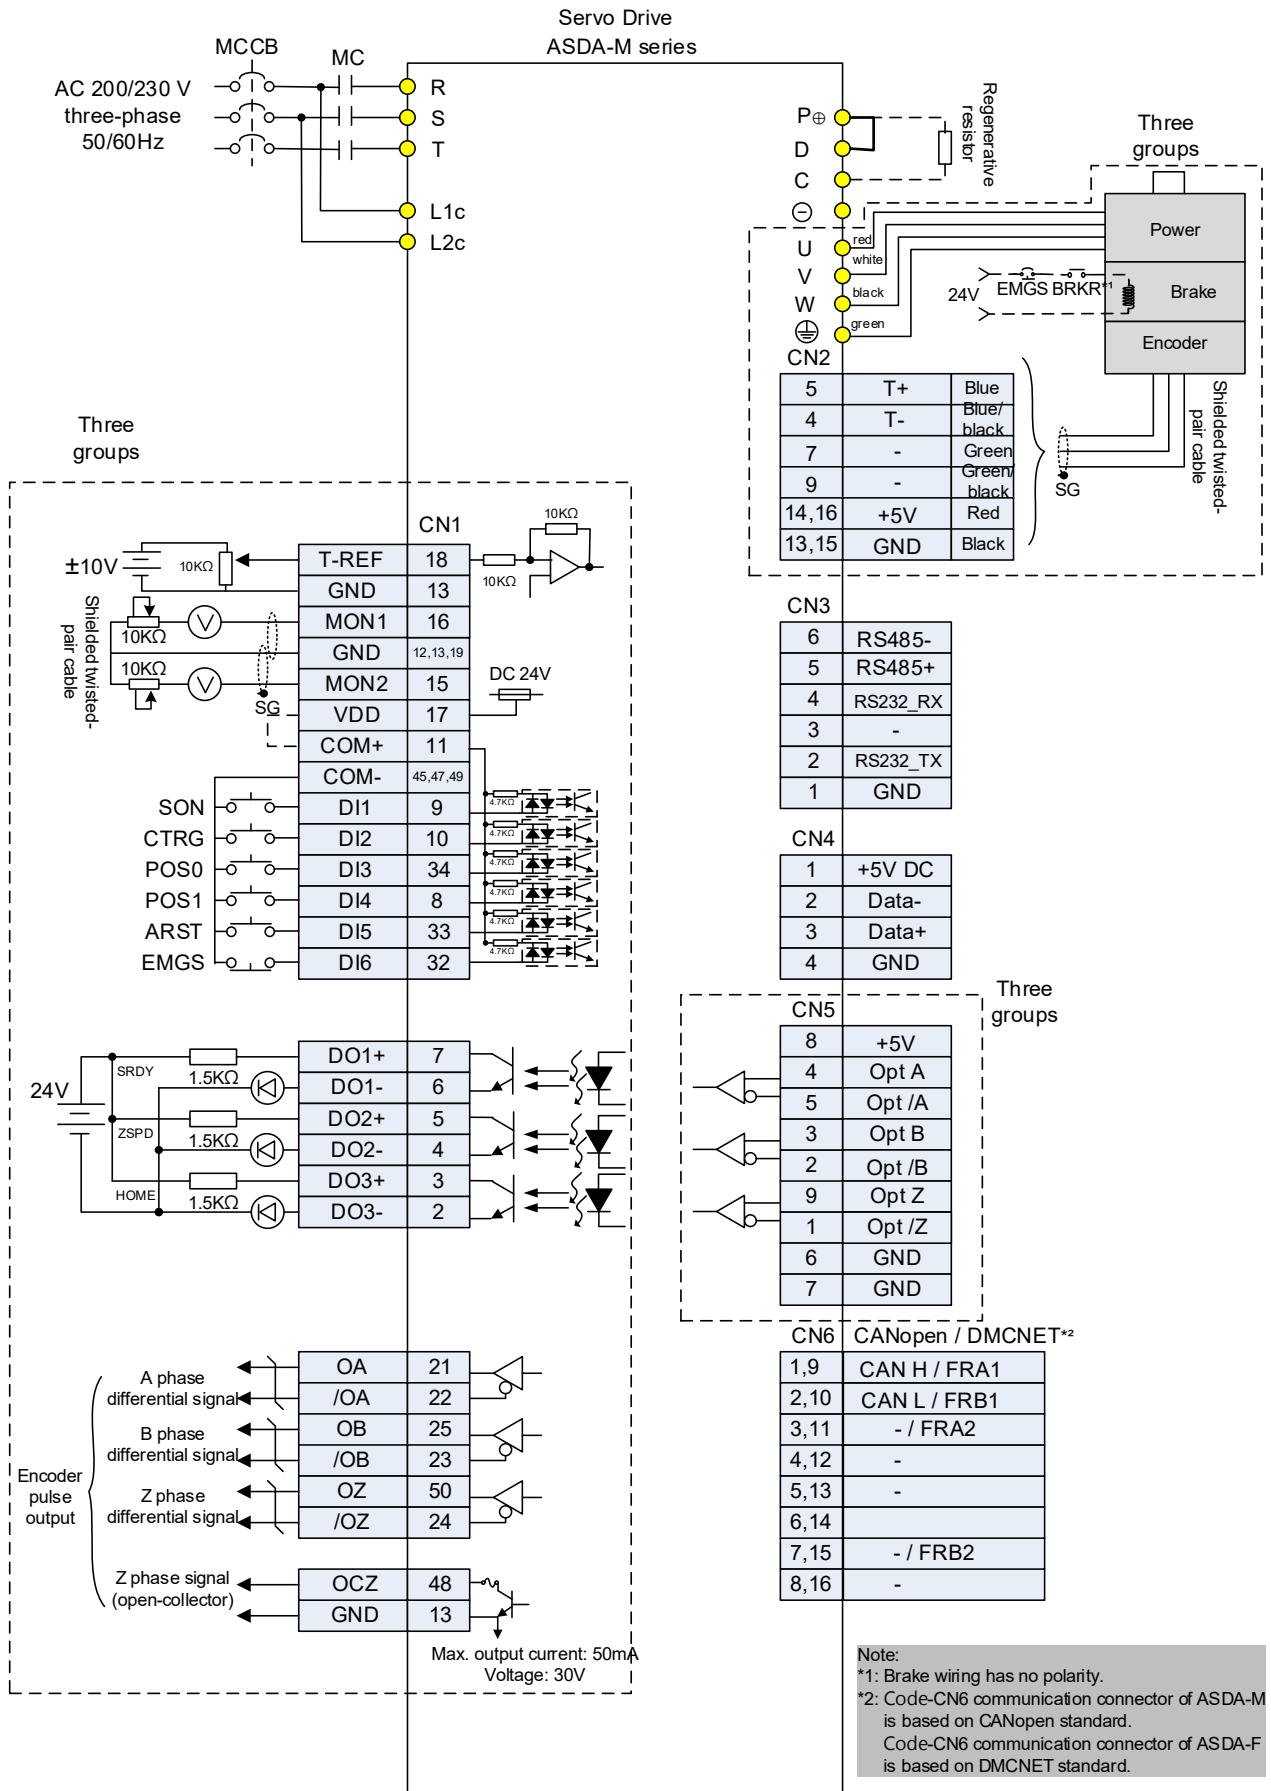 Servo Drive
ASDA-M series
MCCB
MC
AC 200/230 V
three-phase
50/60Hz
R
S
T
L1c
L2c
P⊕
D
C
⊖
U
V
W
Regenerative
resistor
Three
groups
red
white
black
green
Power
Brake
Encoder
24V
EMGS BRKR*1
CN2
5 T+ Blue
4 T- Blue/
black
7 - Green
9 - Green/
black
14,16 +5V Red
13,15 GND Black
SG
Shielded twisted-
pair cable
Three
groups
CN1
±10V
10KΩ
T-REF 18
10KΩ
10KΩ
GND 13
MON1 16
10KΩ
V
GND 12,13,19
10KΩ
V
MON2 15
Shielded twisted-
pair cable
SG
DC 24V
VDD 17
COM+ 11
COM- 45,47,49
SON DI1 9 4.7KΩ
CTRG DI2 10 4.7KΩ
POS0 DI3 34 4.7KΩ
POS1 DI4 8 4.7KΩ
ARST DI5 33 4.7KΩ
EMGS DI6 32 4.7KΩ
24V
DO1+ 7
SRDY
1.5KΩ
DO1- 6
DO2+ 5
ZSPD
1.5KΩ
DO2- 4
DO3+ 3
HOME
1.5KΩ
DO3- 2
Encoder
pulse
output
A phase
differential signal
OA 21
/OA 22
B phase
differential signal
OB 25
/OB 23
Z phase
differential signal
OZ 50
/OZ 24
Z phase signal
(open-collector)
OCZ 48
GND 13
Max. output current: 50mA
Voltage: 30V
CN3
6 RS485-
5 RS485+
4 RS232_RX
3 -
2 RS232_TX
1 GND
CN4
1 +5V DC
2 Data-
3 Data+
4 GND
Three
groups
CN5
8 +5V
4 Opt A
5 Opt /A
3 Opt B
2 Opt /B
9 Opt Z
1 Opt /Z
6 GND
7 GND
CN6 CANopen / DMCNET*2
1,9 CAN H / FRA1
2,10 CAN L / FRB1
3,11 - / FRA2
4,12 -
5,13 -
6,14
7,15 - / FRB2
8,16 -
Note:
*1: Brake wiring has no polarity.
*2: Code-CN6 communication connector of ASDA-M
is based on CANopen standard.
Code-CN6 communication connector of ASDA-F
is based on DMCNET standard.